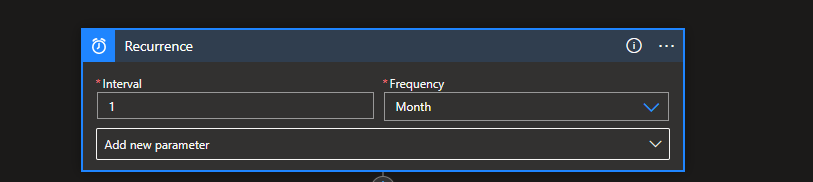 Recurrence
* Interval
* Frequency
1
Month
Add new parameter